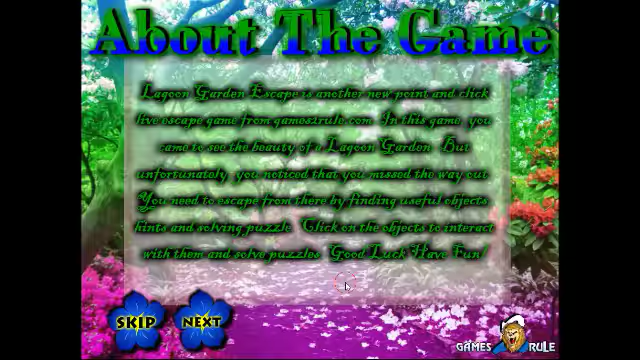 About The Game
Lagoon Garden Escape is another new point and click
live escape game from games2rule.com. In this game, you
came to see the beauty of a Lagoon Garden. But
unfortunately, you noticed that you missed the way out.
You need to escape from there by finding useful objects
hints and solving puzzle. Click on the objects to interact
with them and solve puzzles. Good Luck Have Fun!
SKIP NEXT
GAMES RULE